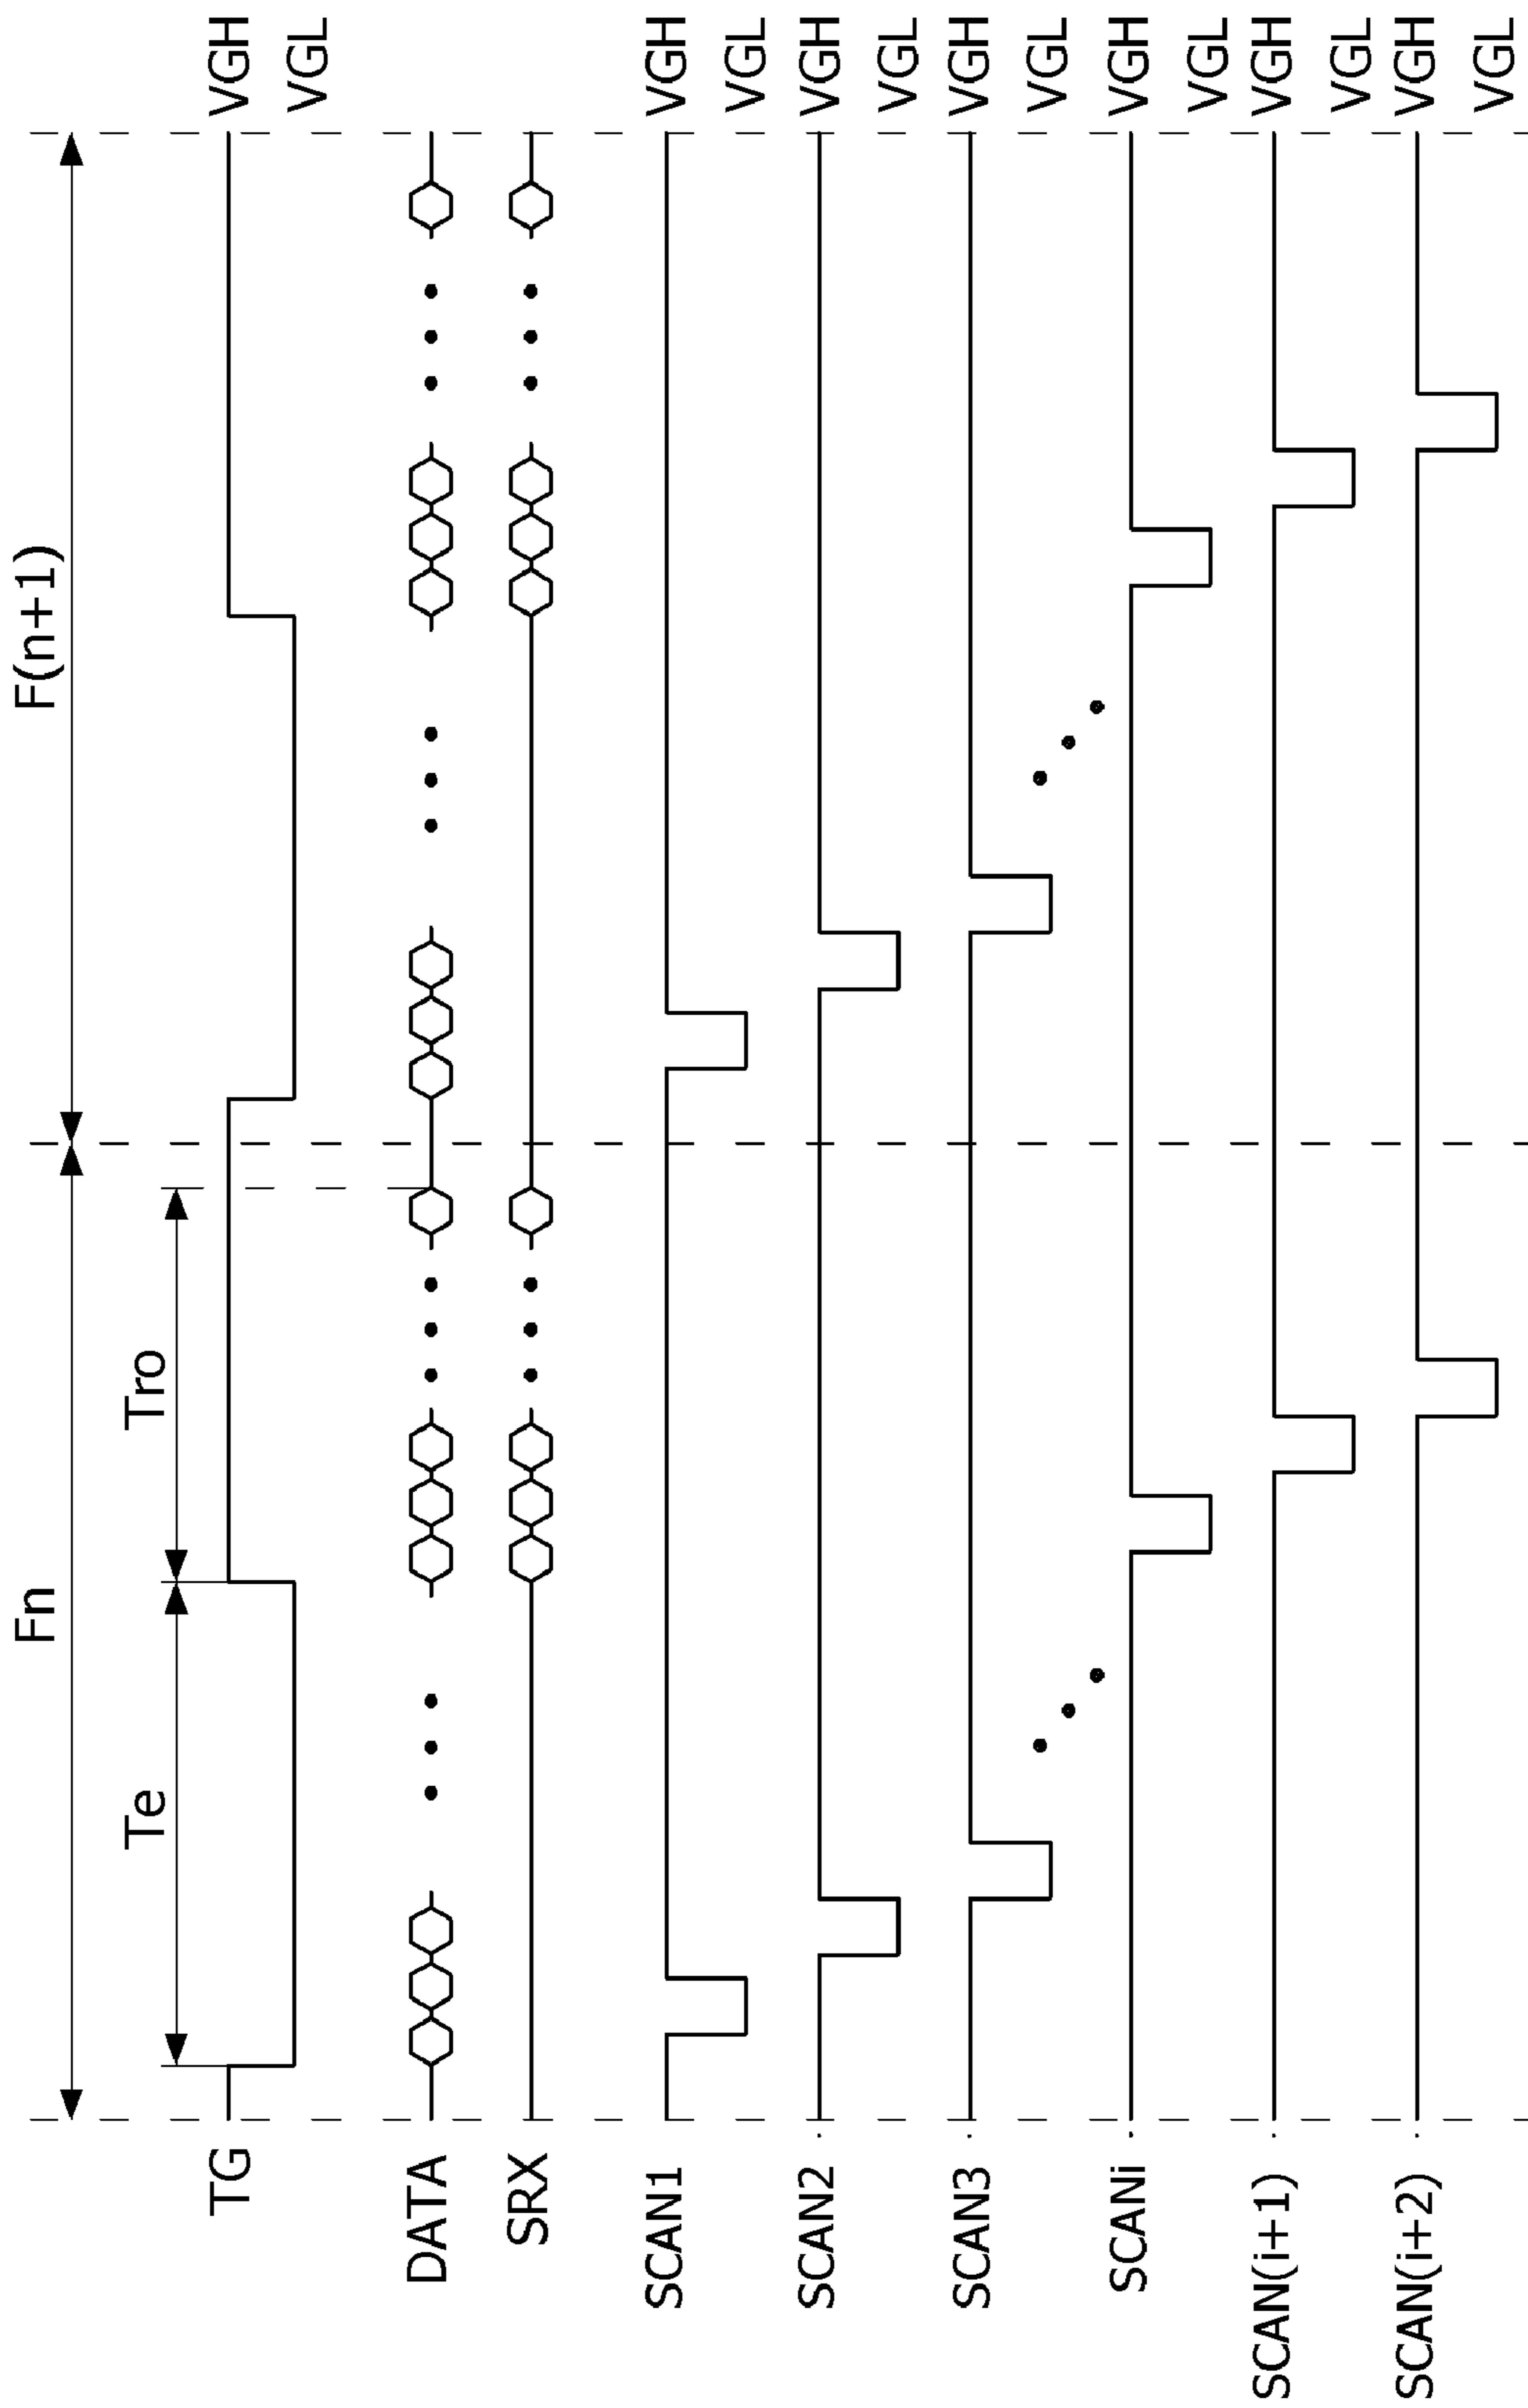 Fn F(n+1)
Te Tro
TG VGH
VGL
DATA
SRX
SCAN1 VGH
VGL
SCAN2 VGH
VGL
SCAN3 VGH
VGL
SCANi VGH
VGL
SCAN(i+1) VGH
VGL
SCAN(i+2) VGH
VGL